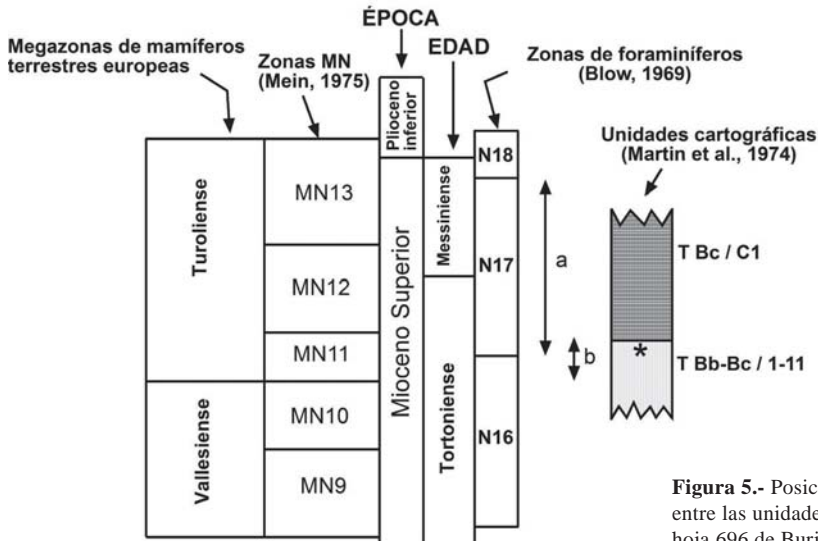 ÉPOCA
Megazonas de mamíferos
terrestres europeas
Zonas MN
(Mein, 1975)
EDAD
Zonas de foraminíferos
(Blow, 1969)
Unidades cartográficas
(Martin et al., 1974)
Plioceno
inferior
N18
Turoliense
MN13
Messiniense
N17
a
T Bc / C1
MN12
Mioceno Superior
MN11
b
*
T Bb-Bc / 1-11
Vallesiense
MN10
Tortoniense
N16
MN9
Figura 5.- Posic
entre las unidade
hoja 696 de Buri